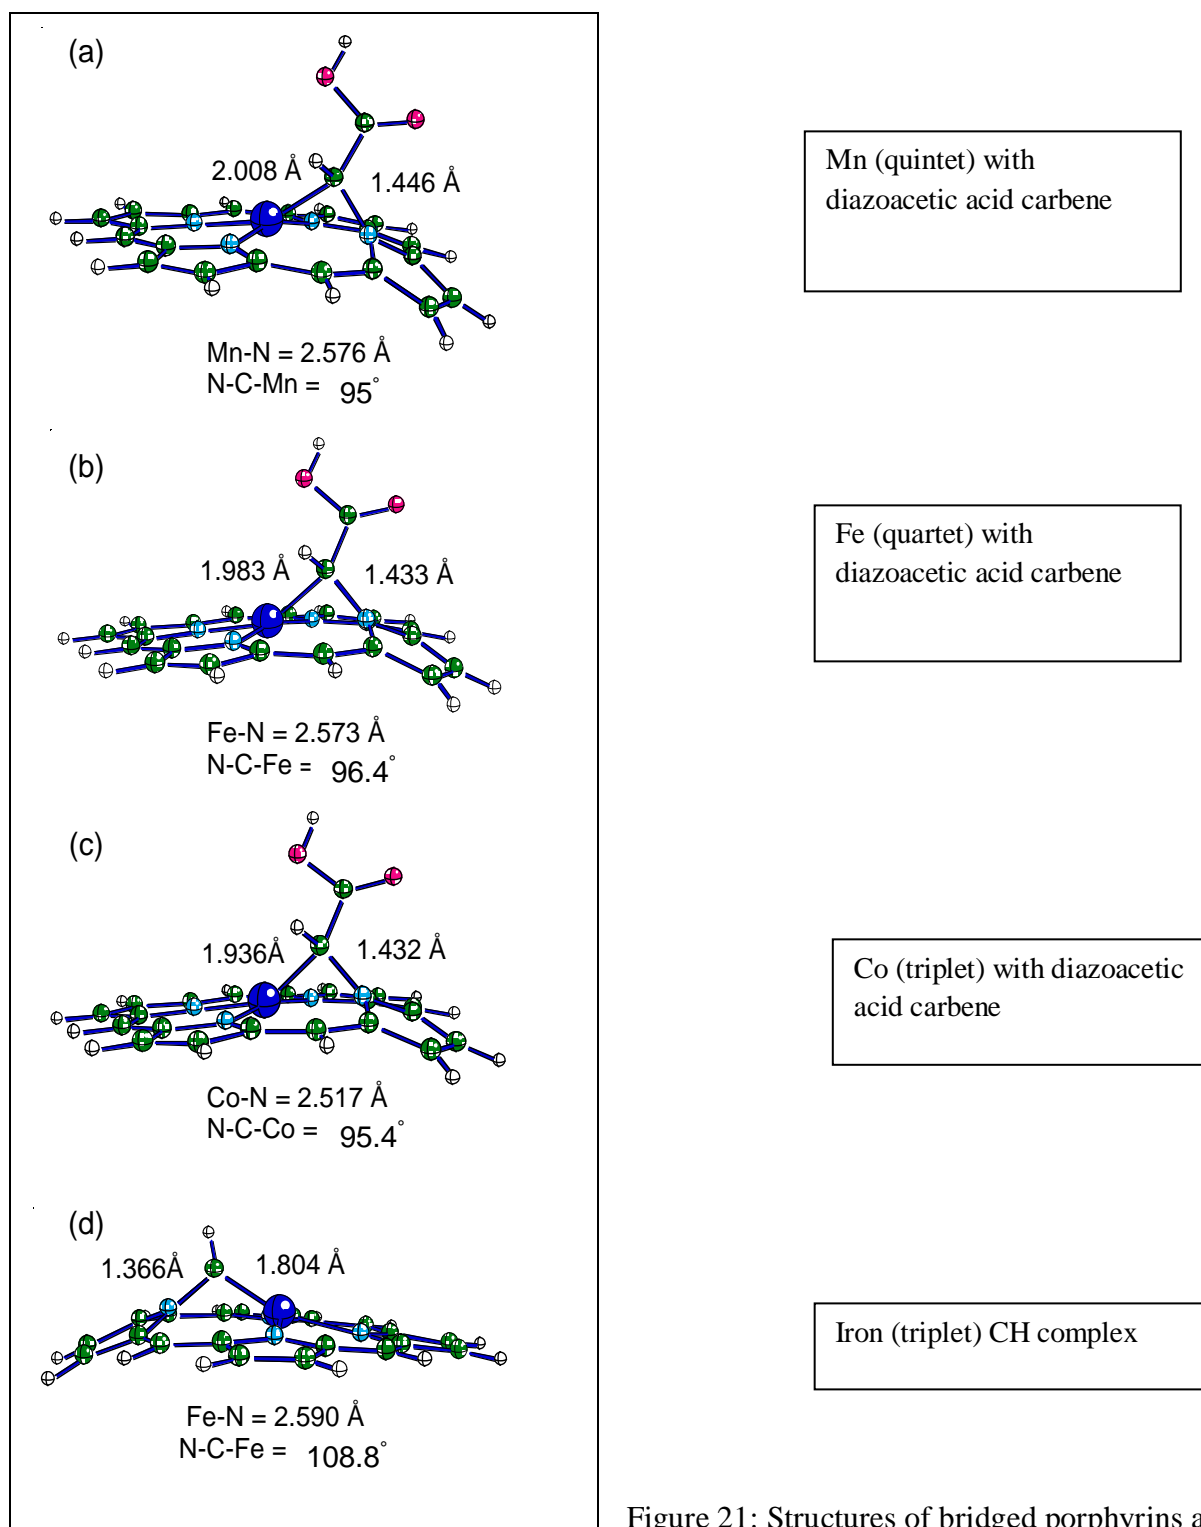 (a)
2.008 Å
1.446 Å
Mn-N = 2.576 Å
N-C-Mn = 95°
Mn (quintet) with
diazoacetic acid carbene
(b)
1.983 Å
1.433 Å
Fe-N = 2.573 Å
N-C-Fe = 96.4°
Fe (quartet) with
diazoacetic acid carbene
(c)
1.936Å
1.432 Å
Co-N = 2.517 Å
N-C-Co = 95.4°
Co (triplet) with diazoacetic
acid carbene
(d)
1.366Å
1.804 Å
Fe-N = 2.590 Å
N-C-Fe = 108.8°
Iron (triplet) CH complex
Figure 21: Structures of bridged porphyrins a